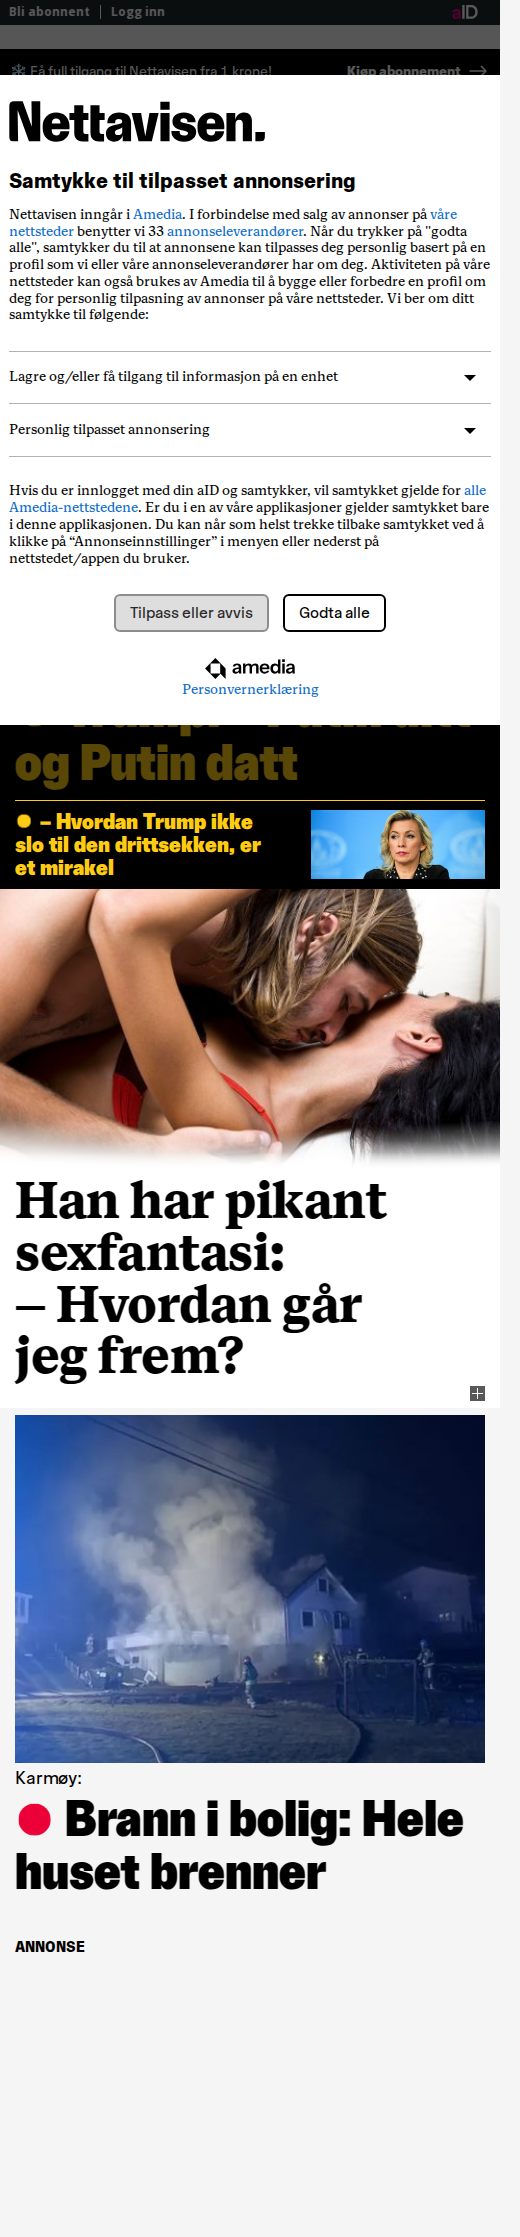 Bli abonnent | Logg inn
aID
Få full tilgang til Nettavisen fra 1 krone!
Kjøp abonnement
Nettavisen.
Samtykke til tilpasset annonsering
Nettavisen inngår i Amedia. I forbindelse med salg av annonser på våre
nettsteder benytter vi 33 annonseleverandører. Når du trykker på "godta
alle", samtykker du til at annonsene kan tilpasses deg personlig basert på en
profil som vi eller våre annonseleverandører har om deg. Aktiviteten på våre
nettsteder kan også brukes av Amedia til å bygge eller forbedre en profil om
deg for personlig tilpasning av annonser på våre nettsteder. Vi ber om ditt
samtykke til følgende:
Lagre og/eller få tilgang til informasjon på en enhet
Personlig tilpasset annonsering
Hvis du er innlogget med din aID og samtykker, vil samtykket gjelde for alle
Amedia-nettstedene. Er du i en av våre applikasjoner gjelder samtykket bare
i denne applikasjonen. Du kan når som helst trekke tilbake samtykket ved å
klikke på “Annonseinnstillinger” i menyen eller nederst på
nettstedet/appen du bruker.
Tilpass eller avvis
Godta alle
amedia
Personvernerklæring
og Putin datt
– Hvordan Trump ikke
slo til den drittsekken, er
et mirakel
Han har pikant
sexfantasi:
– Hvordan går
jeg frem?
Karmøy:
Brann i bolig: Hele
huset brenner
ANNONSE